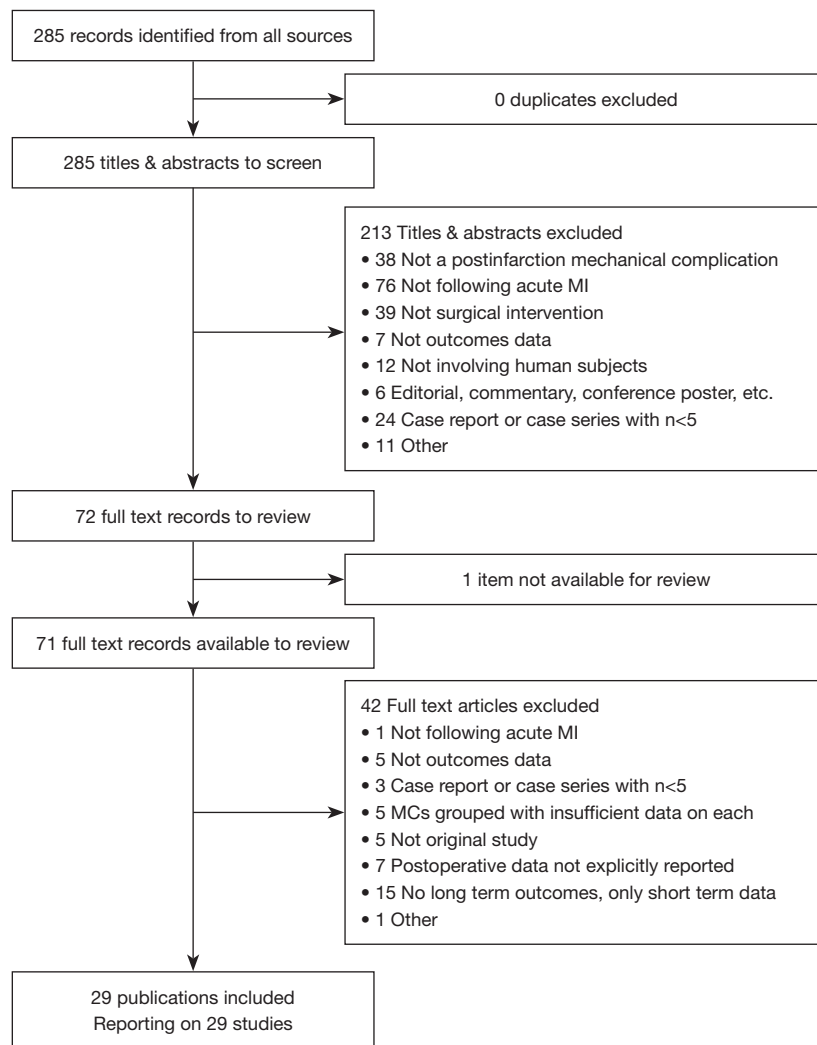 285 records identified from all sources
0 duplicates excluded
285 titles & abstracts to screen
213 Titles & abstracts excluded
• 38 Not a postinfarction mechanical complication
• 76 Not following acute MI
• 39 Not surgical intervention
• 7 Not outcomes data
• 12 Not involving human subjects
• 6 Editorial, commentary, conference poster, etc.
• 24 Case report or case series with n<5
• 11 Other
72 full text records to review
1 item not available for review
71 full text records available to review
42 Full text articles excluded
• 1 Not following acute MI
• 5 Not outcomes data
• 3 Case report or case series with n<5
• 5 MCs grouped with insufficient data on each
• 5 Not original study
• 7 Postoperative data not explicitly reported
• 15 No long term outcomes, only short term data
• 1 Other
29 publications included
Reporting on 29 studies